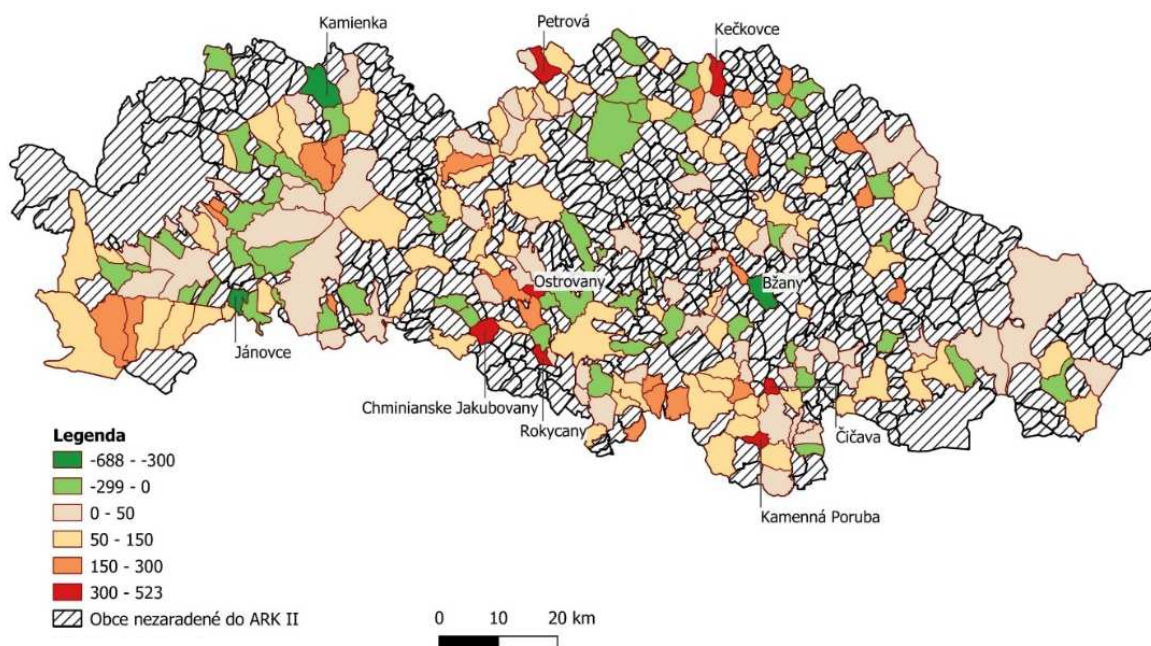 Kamienka
Petrová
Kečkovce
Ostrovany
Bžany
Jánovce
Chminianske Jakubovany
Rokycany
Čičava
Kamenná Poruba
Legenda
-688 - -300
-299 - 0
0 - 50
50 - 150
150 - 300
300 - 523
Obce nezaradené do ARK II
0 10 20 km